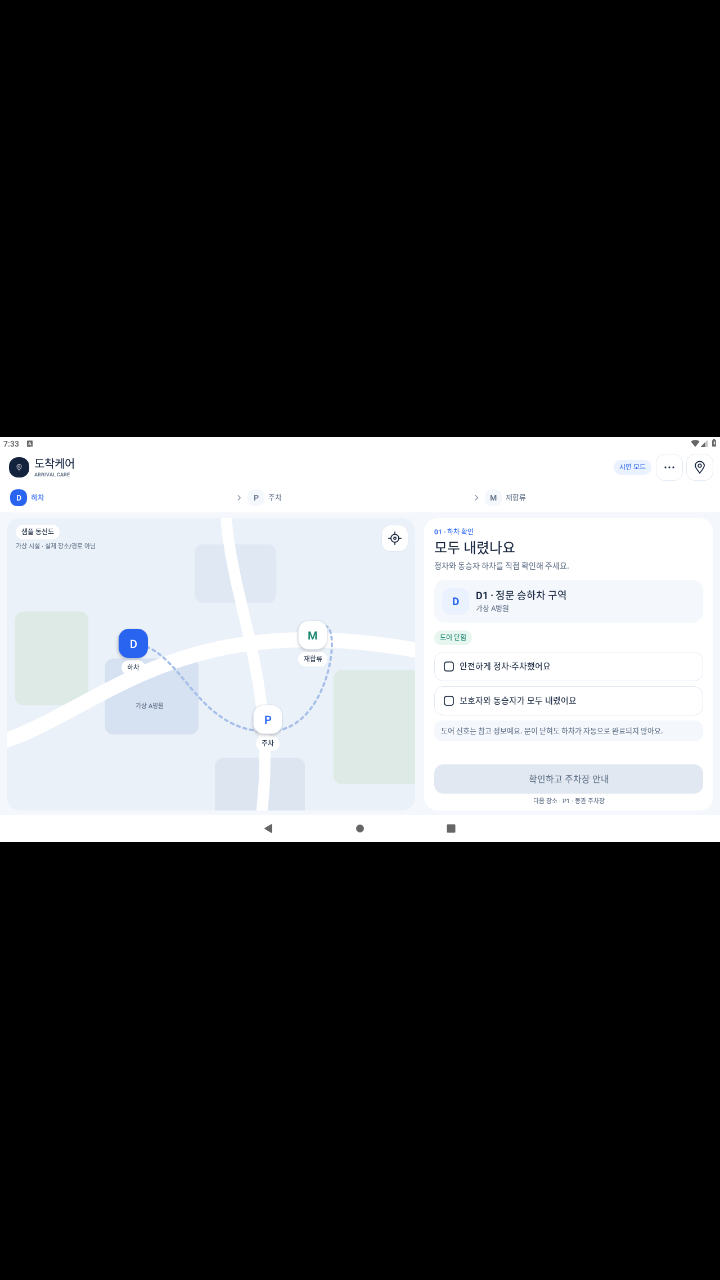 7:33
도착케어
ARRIVAL CARE
시연 모드
D 하차
P 주차
M 재합류
샘플 동선도
가상 시설 · 실제 장소/경로 아님
D
하차
M
재합류
가상 A병원
P
주차
01 · 하차 확인
모두 내렸나요
정차와 동승자 하차를 직접 확인해 주세요.
D
D1 · 정문 승하차 구역
가상 A병원
도어 닫힘
안전하게 정차·주차했어요
보호자와 동승자가 모두 내렸어요
도어 신호는 참고 정보예요. 문이 닫혀도 하차가 자동으로 완료되지 않아요.
확인하고 주차장 안내
다음 장소 · P1 · 동관 주차장